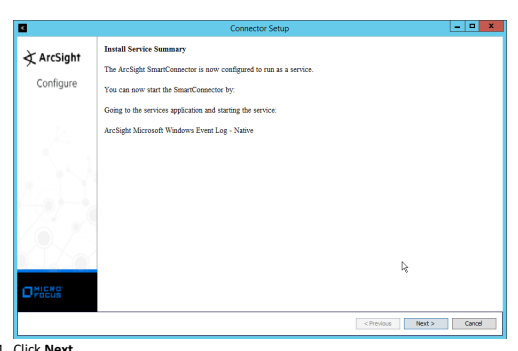 Connector Setup
ArcSight
Configure
Install Service Summary
The ArcSight SmartConnector is now configured to run as a service.
You can now start the SmartConnector by:
Going to the services application and starting the service:
ArcSight Microsoft Windows Event Log - Native
MICRO
FOCUS
< Previous Next > Cancel
Click Next